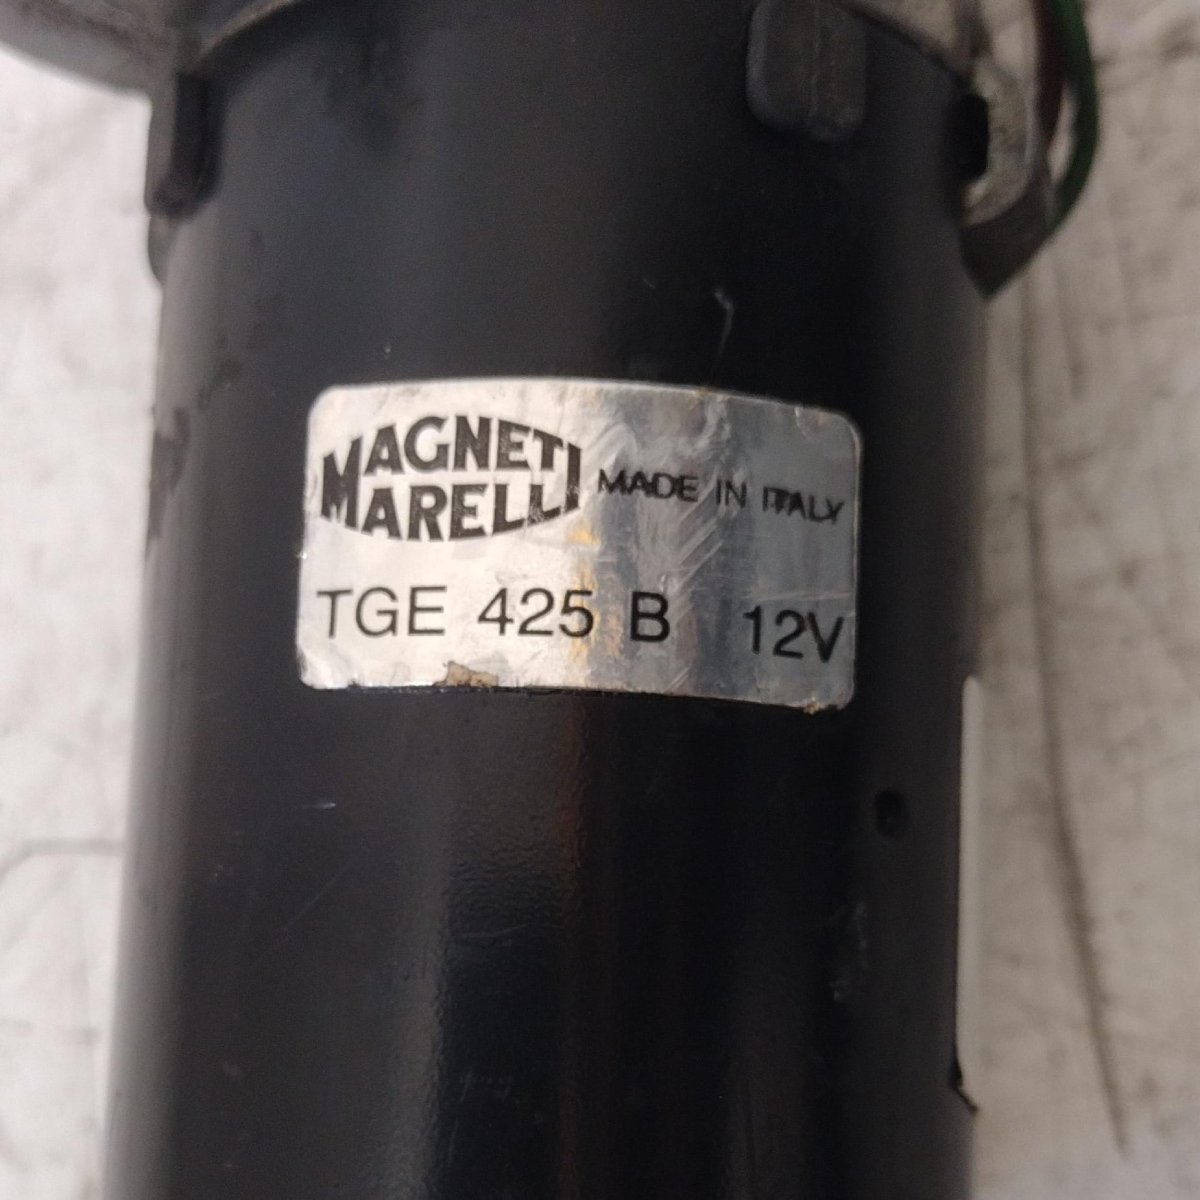 MAGNETI
MARELLI
MADE IN ITALY
TGE 425 B 12V